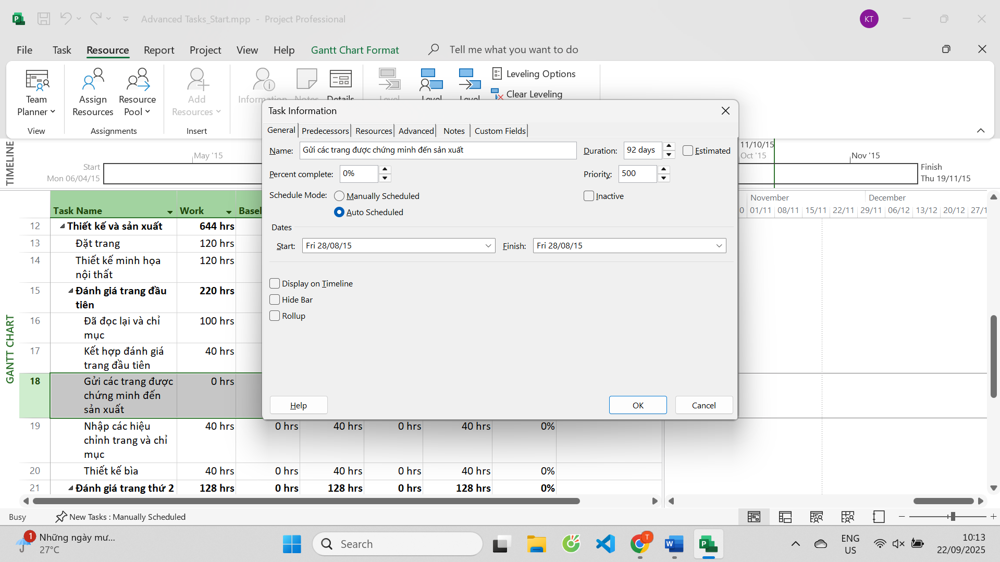 Advanced Tasks_Start.mpp - Project Professional
KT
File Task Resource Report Project View Help Gantt Chart Format Tell me what you want to do
Team Planner
Assign Resources
Resource Pool
Add Resources
Information
Notes
Details
Level
Level
Level
Leveling Options
Clear Leveling
View
Assignments
Insert
TIMELINE
May '15
Start
Mon 06/04/15
11/10/15
Oct '15
Nov '15
Finish
Thu 19/11/15
Task Information
General Predecessors Resources Advanced Notes Custom Fields
Name: Gửi các trang được chứng minh đến sản xuất Duration: 92 days Estimated
Percent complete: 0% Priority: 500
Schedule Mode: Manually Scheduled Inactive
Auto Scheduled
Dates
Start: Fri 28/08/15 Finish: Fri 28/08/15
Display on Timeline
Hide Bar
Rollup
Help OK Cancel
GANTT CHART
Task Name Work Basel
November December
0 01/11 08/11 15/11 22/11 29/11 06/12 13/12 20/12 27/1
12 Thiết kế và sản xuất 644 hrs
13 Đặt trang 120 hrs
14 Thiết kế minh họa 120 hrs
nội thất
15 Đánh giá trang đầu 220 hrs
tiên
16 Đã đọc lại và chỉ 100 hrs
mục
17 Kết hợp đánh giá 40 hrs
trang đầu tiên
18 Gửi các trang được 0 hrs
chứng minh đến
sản xuất
19 Nhập các hiệu 40 hrs 0 hrs 40 hrs 0 hrs 40 hrs 0%
chỉnh trang và chỉ
mục
20 Thiết kế bìa 40 hrs 0 hrs 40 hrs 0 hrs 40 hrs 0%
21 Đánh giá trang thứ 2 128 hrs 0 hrs 128 hrs 0 hrs 128 hrs 0%
Busy New Tasks : Manually Scheduled
1 Những ngày mư...
27°C
Search
T
ENG
US
10:13
22/09/2025